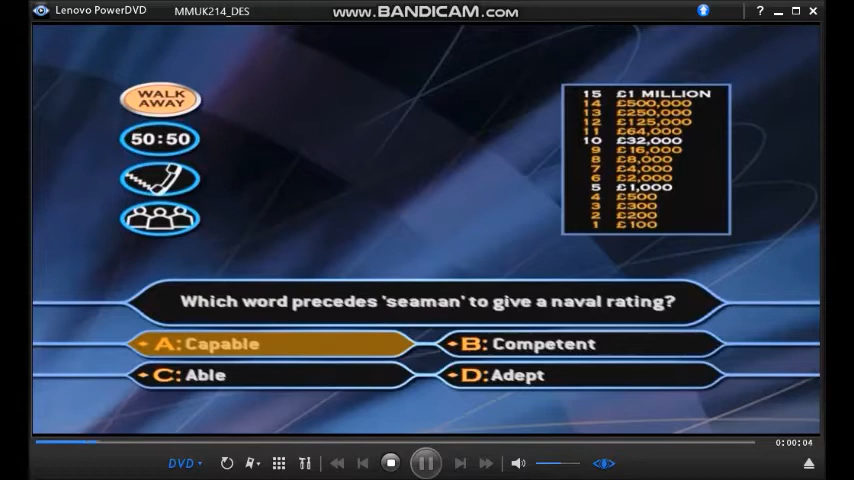 Lenovo PowerDVD
MMUK214_DES
www.BANDICAM.com
?
WALK
AWAY
50:50
15 £1 MILLION
14 £500,000
13 £250,000
12 £125,000
11 £64,000
10 £32,000
9 £16,000
8 £8,000
7 £4,000
6 £2,000
5 £1,000
4 £500
3 £300
2 £200
1 £100
Which word precedes 'seaman' to give a naval rating?
A: Capable
B: Competent
C: Able
D: Adept
0:00:04
DVD